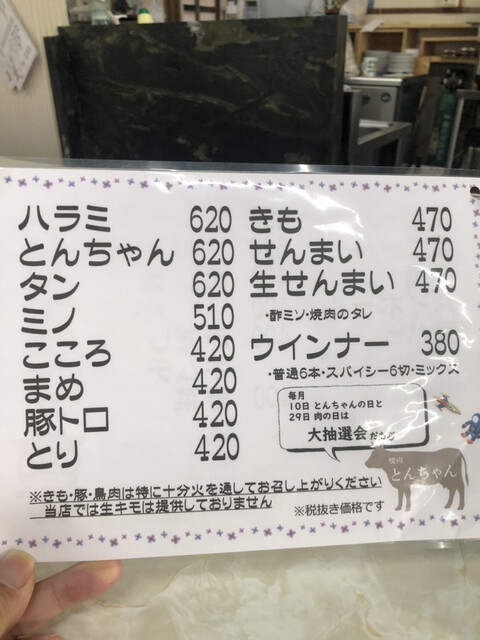 ハラミ 620
とんちゃん 620
タン 620
ミノ 510
こころ 420
まめ 420
豚トロ 420
とり 420
きも 470
せんまい 470
生せんまい 470
・酢ミソ・焼肉のタレ
ウインナー 380
・普通6本・スパイシー6切・ミックス
毎月
10日 とんちゃんの日と
29日 肉の日は
大抽選会
焼肉
とんちゃん
※きも・豚・鳥肉は特に十分火を通してお召し上がりください
当店では生キモは提供しておりません
※税抜き価格です